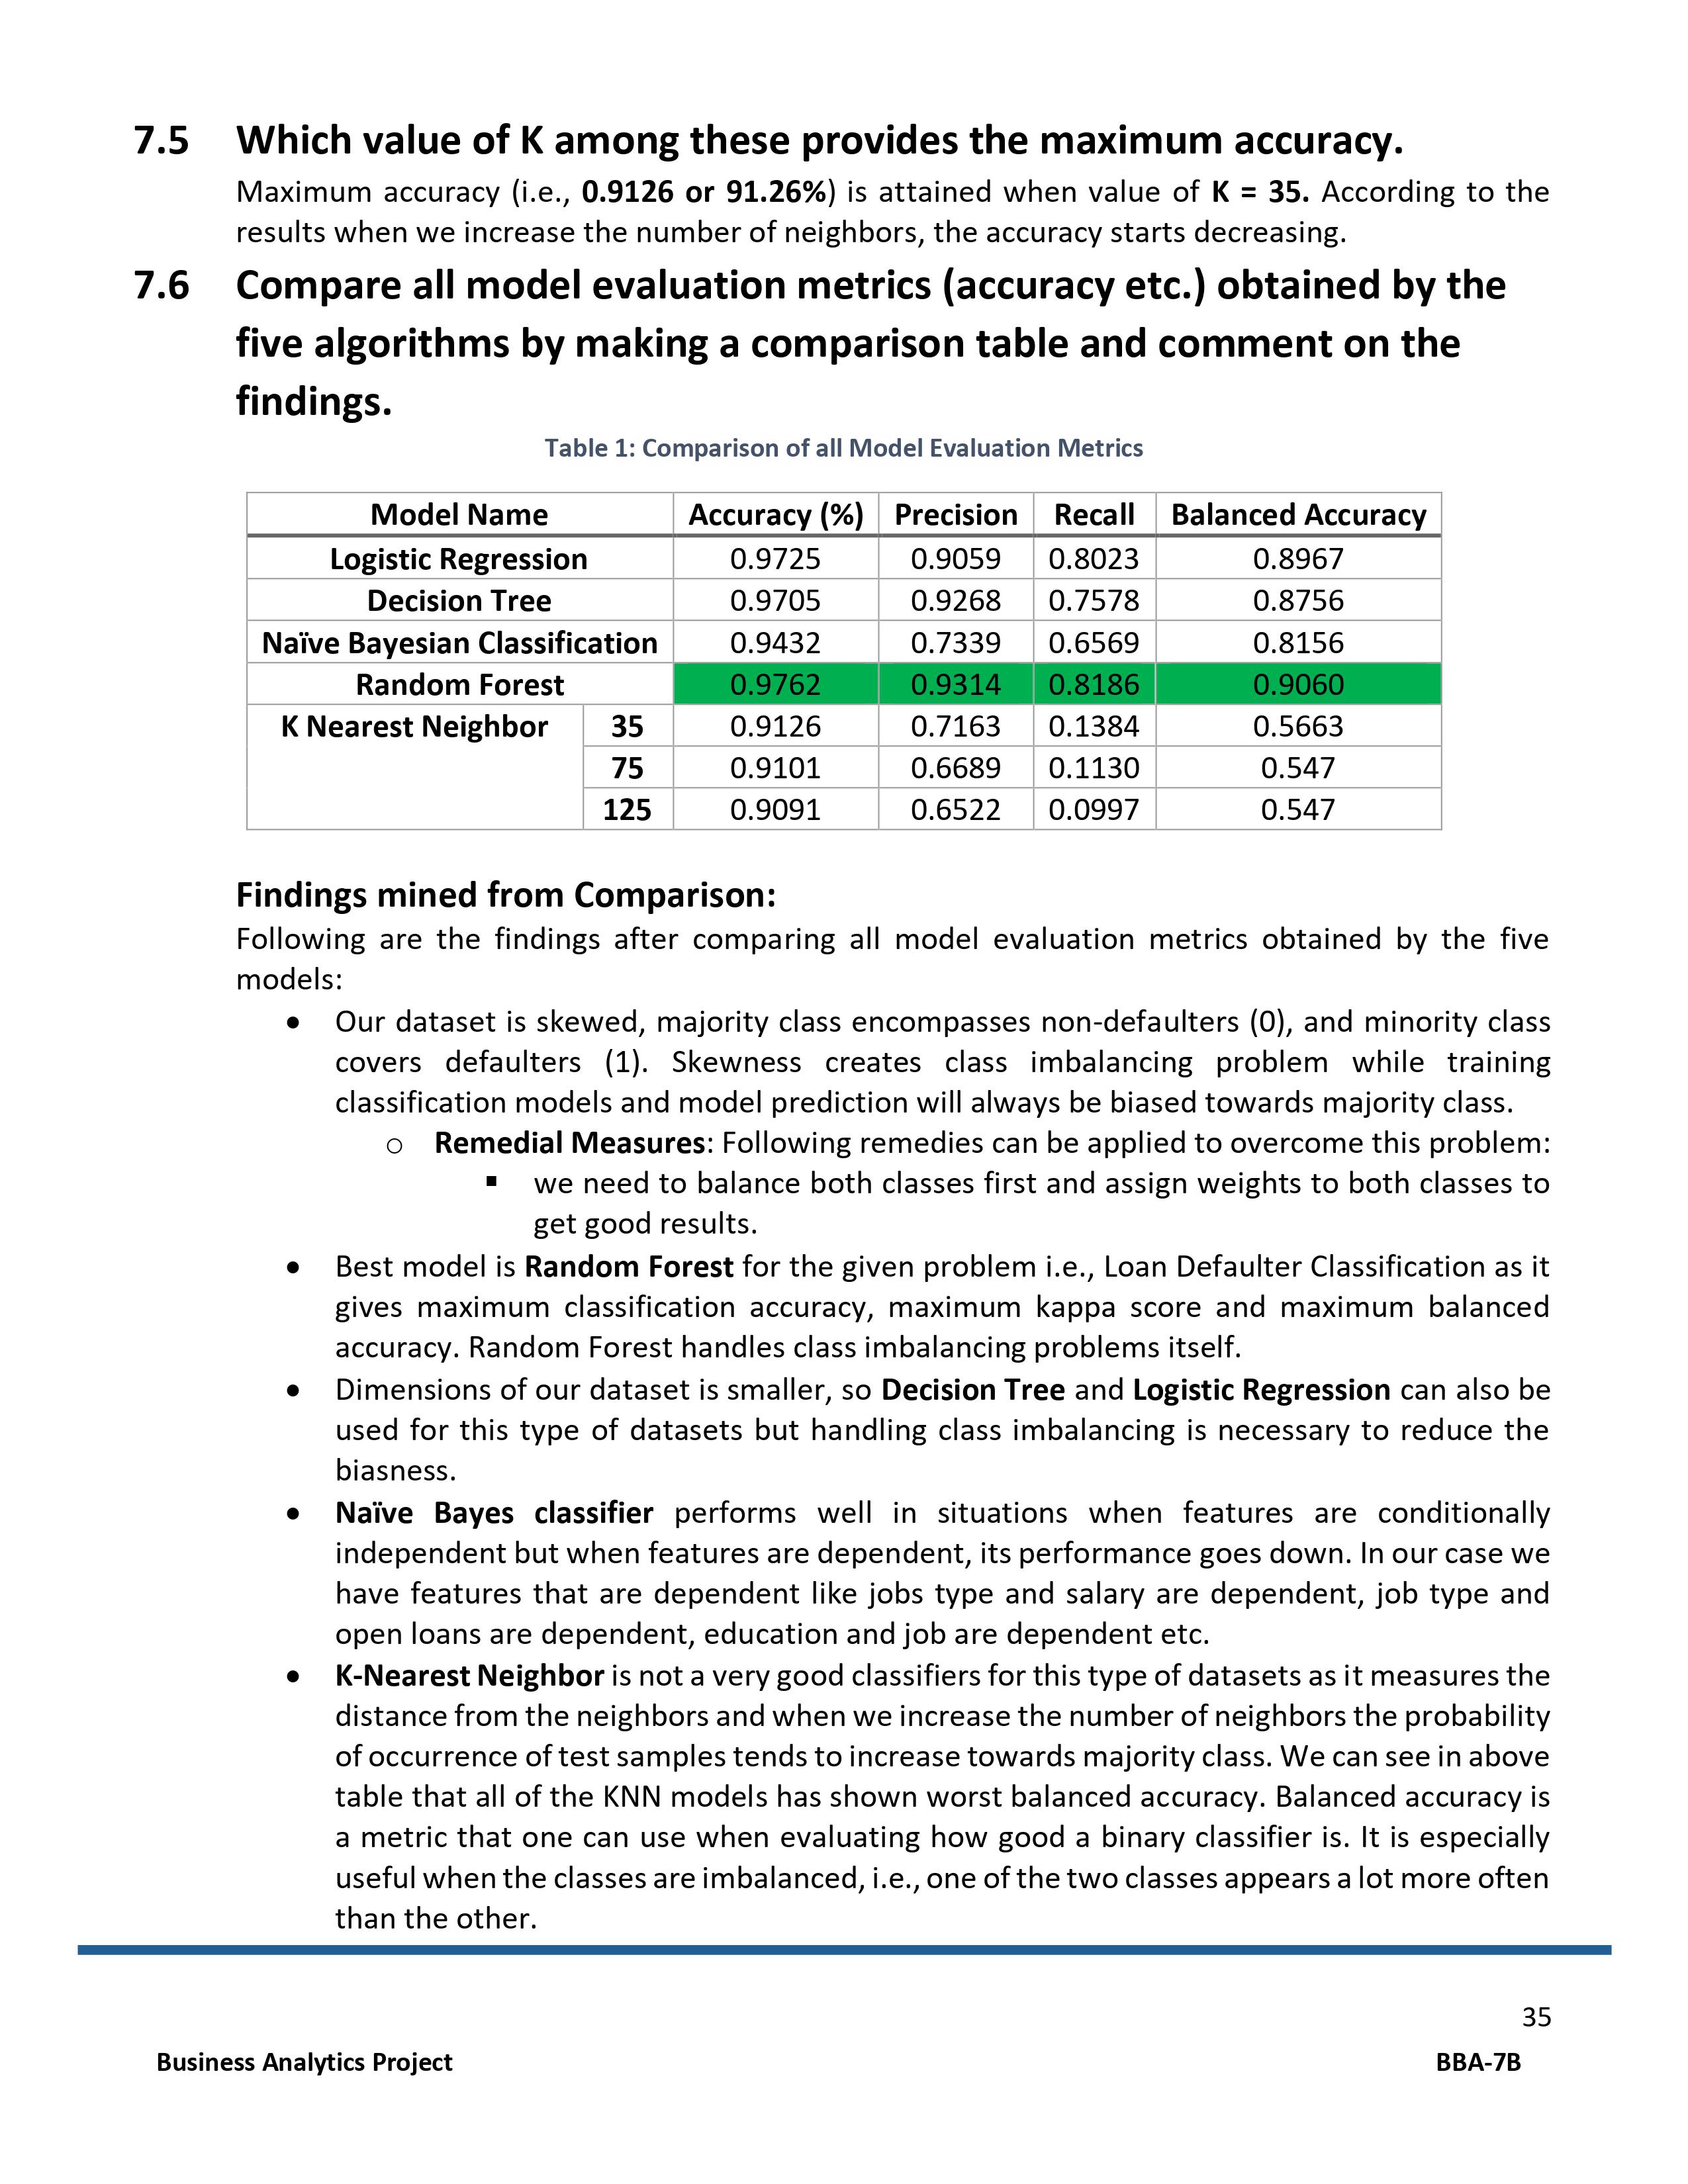 7.5 Which value of K among these provides the maximum accuracy.
Maximum accuracy (i.e., 0.9126 or 91.26%) is attained when value of K = 35. According to the
results when we increase the number of neighbors, the accuracy starts decreasing.
7.6 Compare all model evaluation metrics (accuracy etc.) obtained by the
five algorithms by making a comparison table and comment on the
findings.
Table 1: Comparison of all Model Evaluation Metrics
Model Name Accuracy (%) Precision Recall Balanced Accuracy
Logistic Regression 0.9725 0.9059 0.8023 0.8967
Decision Tree 0.9705 0.9268 0.7578 0.8756
Naïve Bayesian Classification 0.9432 0.7339 0.6569 0.8156
Random Forest 0.9762 0.9314 0.8186 0.9060
K Nearest Neighbor 35 0.9126 0.7163 0.1384 0.5663
75 0.9101 0.6689 0.1130 0.547
125 0.9091 0.6522 0.0997 0.547
Findings mined from Comparison:
Following are the findings after comparing all model evaluation metrics obtained by the five
models:
• Our dataset is skewed, majority class encompasses non-defaulters (0), and minority class
covers defaulters (1). Skewness creates class imbalancing problem while training
classification models and model prediction will always be biased towards majority class.
o Remedial Measures: Following remedies can be applied to overcome this problem:
▪ we need to balance both classes first and assign weights to both classes to
get good results.
• Best model is Random Forest for the given problem i.e., Loan Defaulter Classification as it
gives maximum classification accuracy, maximum kappa score and maximum balanced
accuracy. Random Forest handles class imbalancing problems itself.
• Dimensions of our dataset is smaller, so Decision Tree and Logistic Regression can also be
used for this type of datasets but handling class imbalancing is necessary to reduce the
biasness.
• Naïve Bayes classifier performs well in situations when features are conditionally
independent but when features are dependent, its performance goes down. In our case we
have features that are dependent like jobs type and salary are dependent, job type and
open loans are dependent, education and job are dependent etc.
• K-Nearest Neighbor is not a very good classifiers for this type of datasets as it measures the
distance from the neighbors and when we increase the number of neighbors the probability
of occurrence of test samples tends to increase towards majority class. We can see in above
table that all of the KNN models has shown worst balanced accuracy. Balanced accuracy is
a metric that one can use when evaluating how good a binary classifier is. It is especially
useful when the classes are imbalanced, i.e., one of the two classes appears a lot more often
than the other.
35
Business Analytics Project BBA-7B